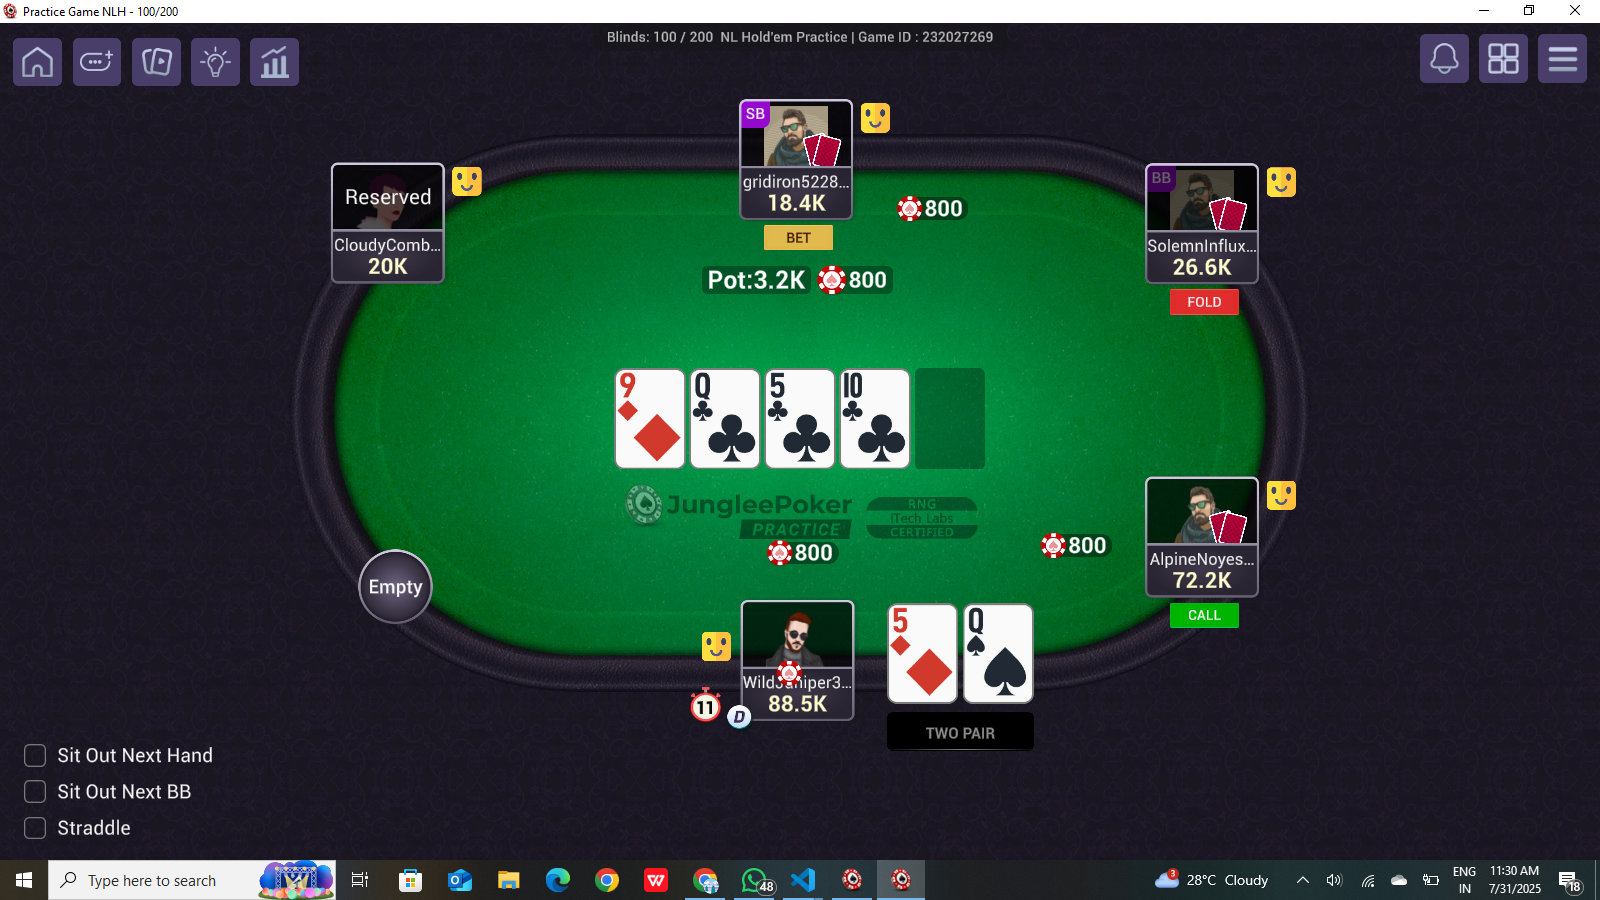 Practice Game NLH - 100/200
Blinds: 100 / 200 NL Hold'em Practice | Game ID : 232027269
SB
gridiron5228...
18.4K
BET
800
Reserved
CloudyComb...
20K
BB
SolemnInflux...
26.6K
FOLD
Pot:3.2K 800
9 Q 5 10
JungleePoker
PRACTICE
RNG
iTech Labs
CERTIFIED
800
800
AlpineNoyes...
72.2K
CALL
Empty
5 Q
11
D
88.5K
TWO PAIR
Sit Out Next Hand
Sit Out Next BB
Straddle
Type here to search
W
48
3
28°C Cloudy
ENG
IN
11:30 AM
7/31/2025
18